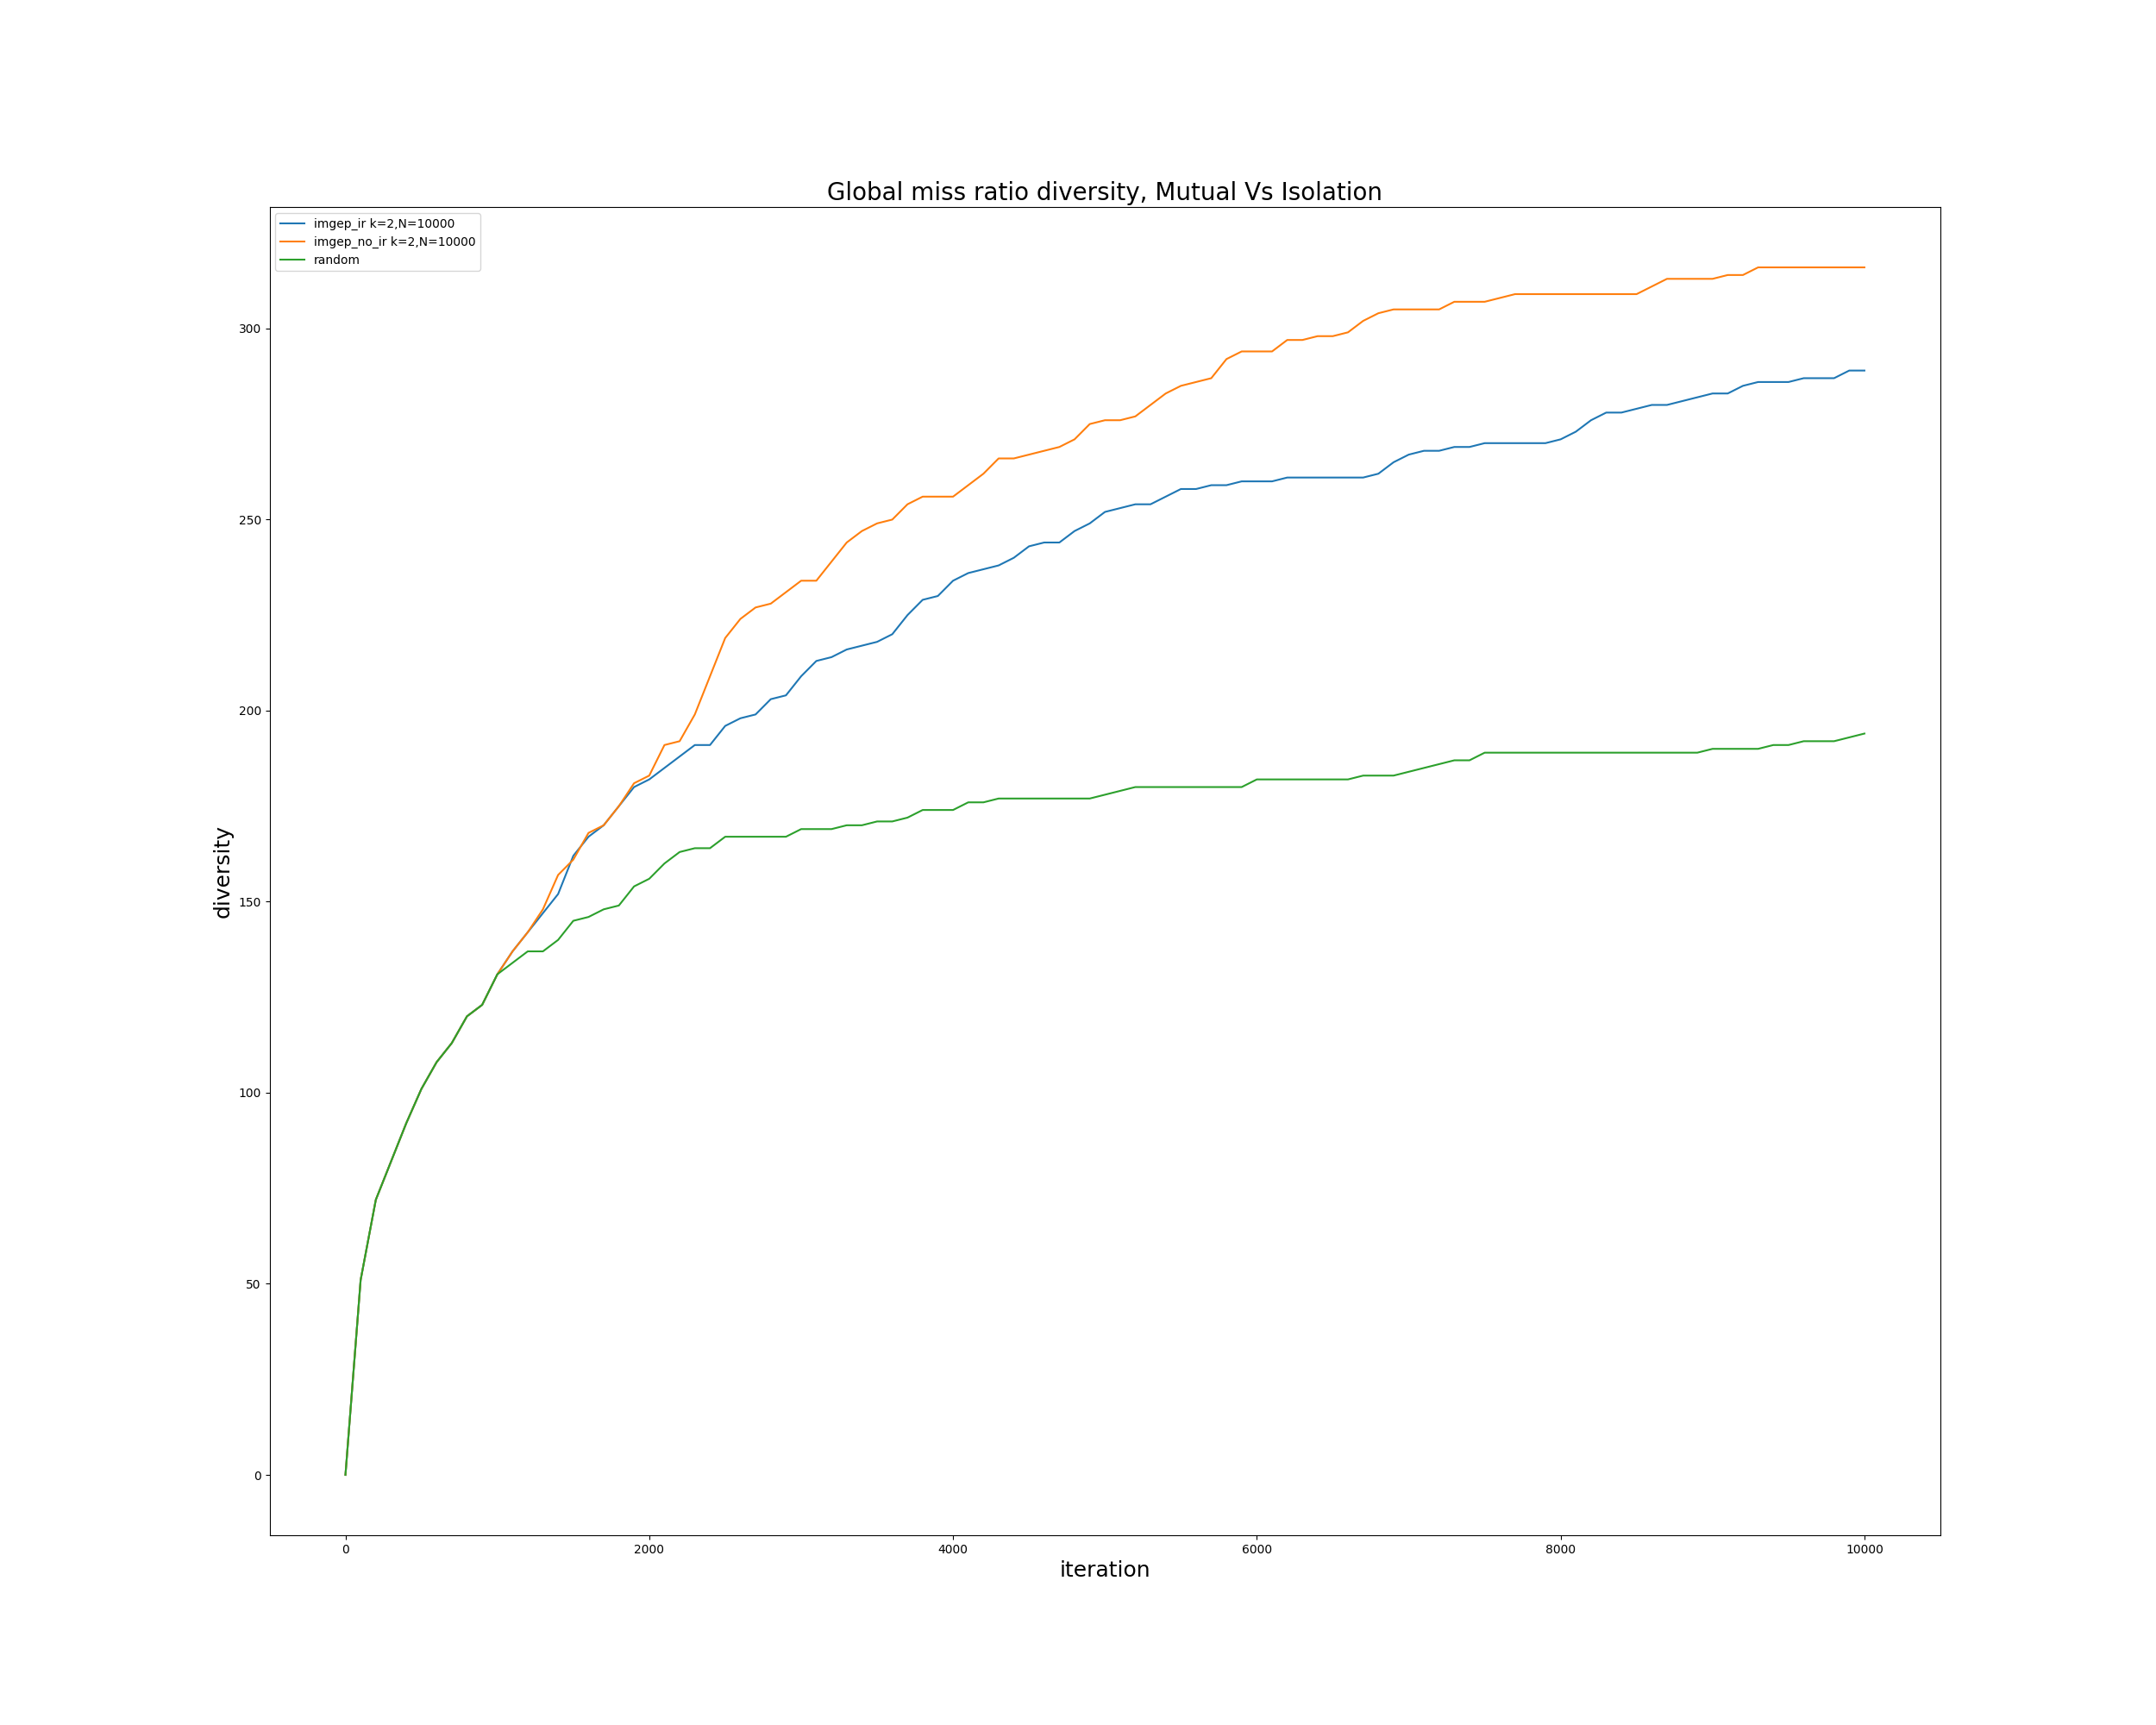 Global miss ratio diversity, Mutual Vs Isolation
imgep_ir k=2,N=10000
imgep_no_ir k=2,N=10000
random
300
250
200
150
100
50
0
diversity
0 2000 4000 6000 8000 10000
iteration